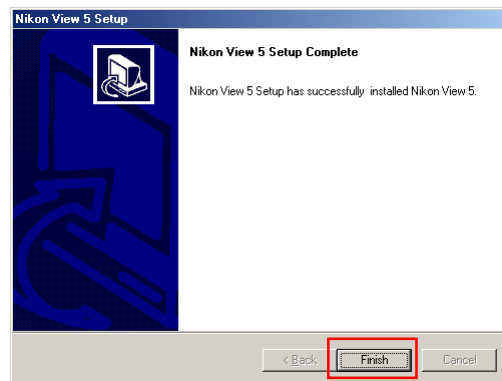 Nikon View 5 Setup
Nikon View 5 Setup Complete
Nikon View 5 Setup has successfully installed Nikon View 5.
< Back
Finish
Cancel